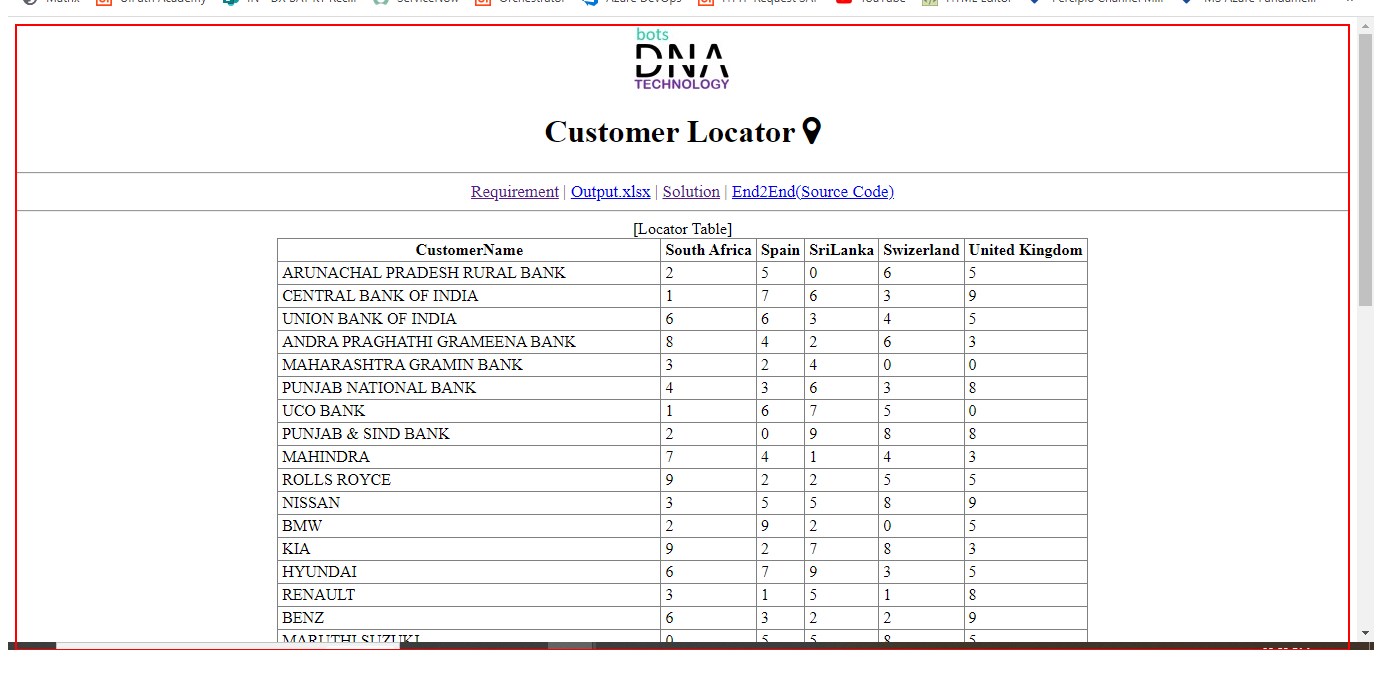 bots
DNA
TECHNOLOGY
Customer Locator
Requirement | Output.xlsx | Solution | End2End(Source Code)
[Locator Table]
CustomerName South Africa Spain SriLanka Swizerland United Kingdom
ARUNACHAL PRADESH RURAL BANK 2 5 0 6 5
CENTRAL BANK OF INDIA 1 7 6 3 9
UNION BANK OF INDIA 6 6 3 4 5
ANDRA PRAGHATHI GRAMEENA BANK 8 4 2 6 3
MAHARASHTRA GRAMIN BANK 3 2 4 0 0
PUNJAB NATIONAL BANK 4 3 6 3 8
UCO BANK 1 6 7 5 0
PUNJAB & SIND BANK 2 0 9 8 8
MAHINDRA 7 4 1 4 3
ROLLS ROYCE 9 2 2 5 5
NISSAN 3 5 5 8 9
BMW 2 9 2 0 5
KIA 9 2 7 8 3
HYUNDAI 6 7 9 3 5
RENAULT 3 1 5 1 8
BENZ 6 3 2 2 9
MARUTHI SUZUKI 0 5 5 8 5